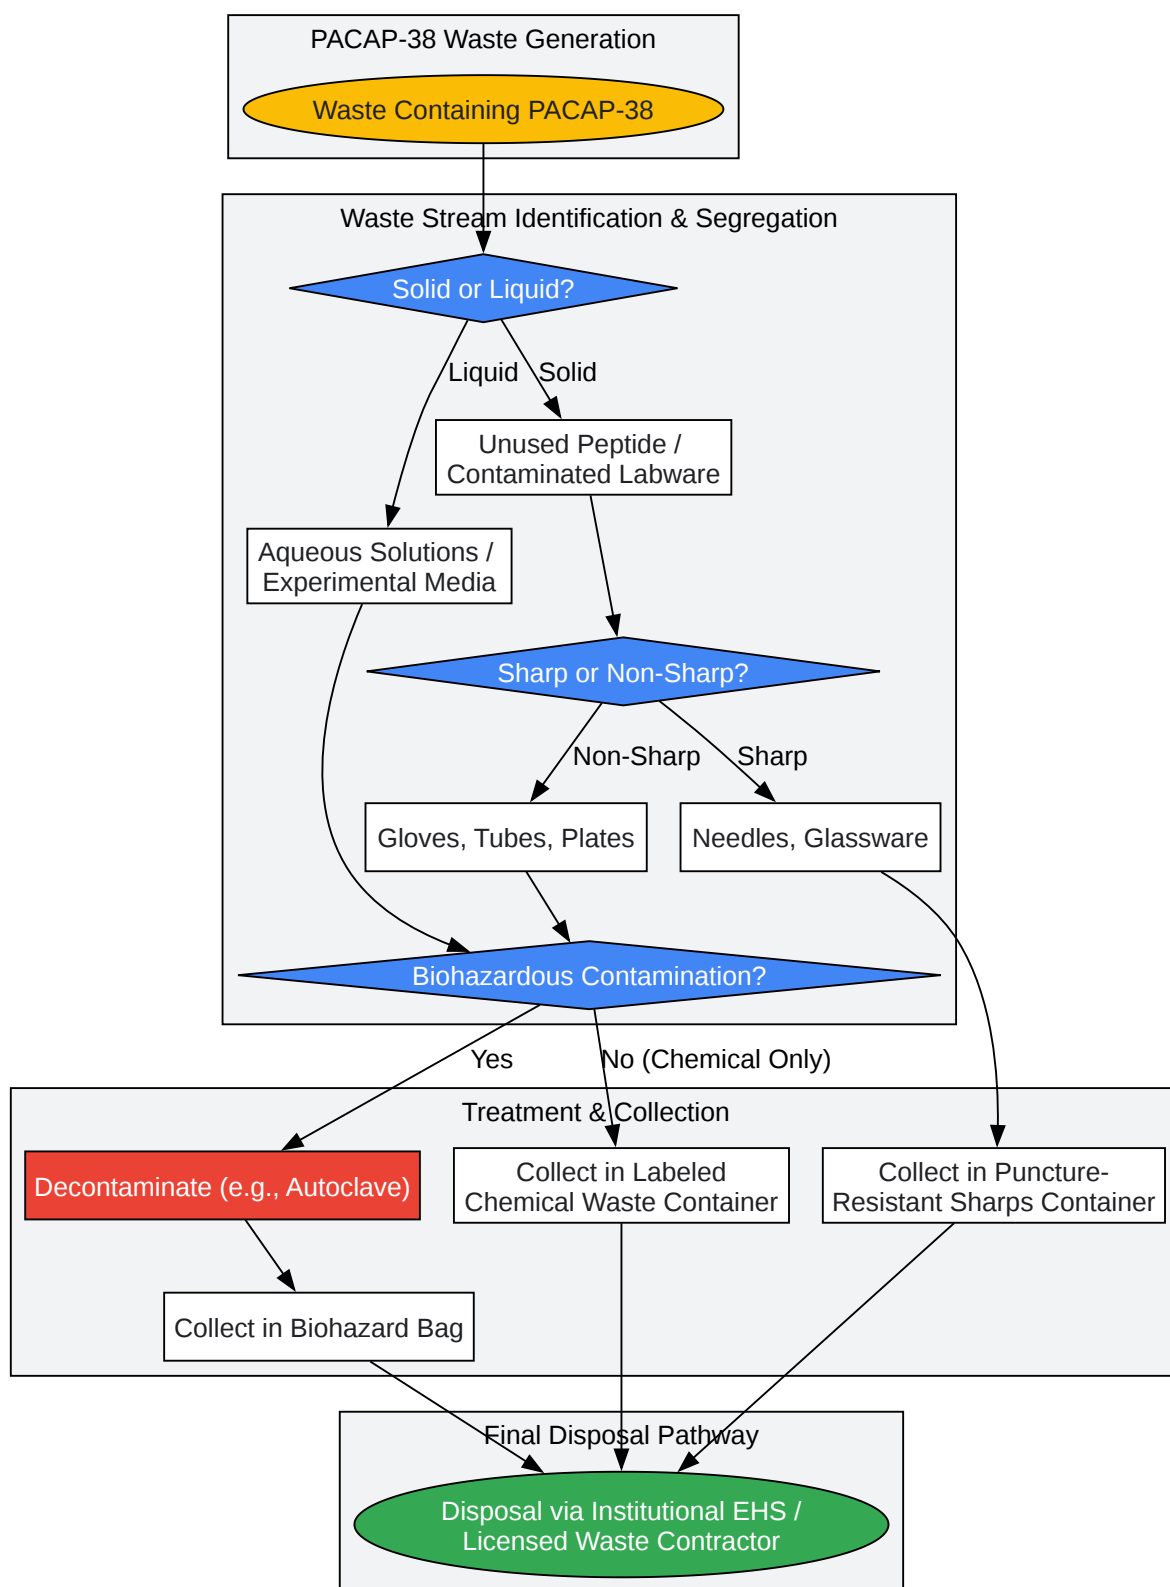 PACAP-38 Waste Generation
Waste Containing PACAP-38
Waste Stream Identification & Segregation
Solid or Liquid?
Liquid
Solid
Unused Peptide /
Contaminated Labware
Aqueous Solutions /
Experimental Media
Sharp or Non-Sharp?
Non-Sharp
Sharp
Gloves, Tubes, Plates
Needles, Glassware
Biohazardous Contamination?
Yes
No (Chemical Only)
Treatment & Collection
Decontaminate (e.g., Autoclave)
Collect in Labeled
Chemical Waste Container
Collect in Puncture-
Resistant Sharps Container
Collect in Biohazard Bag
Final Disposal Pathway
Disposal via Institutional EHS /
Licensed Waste Contractor